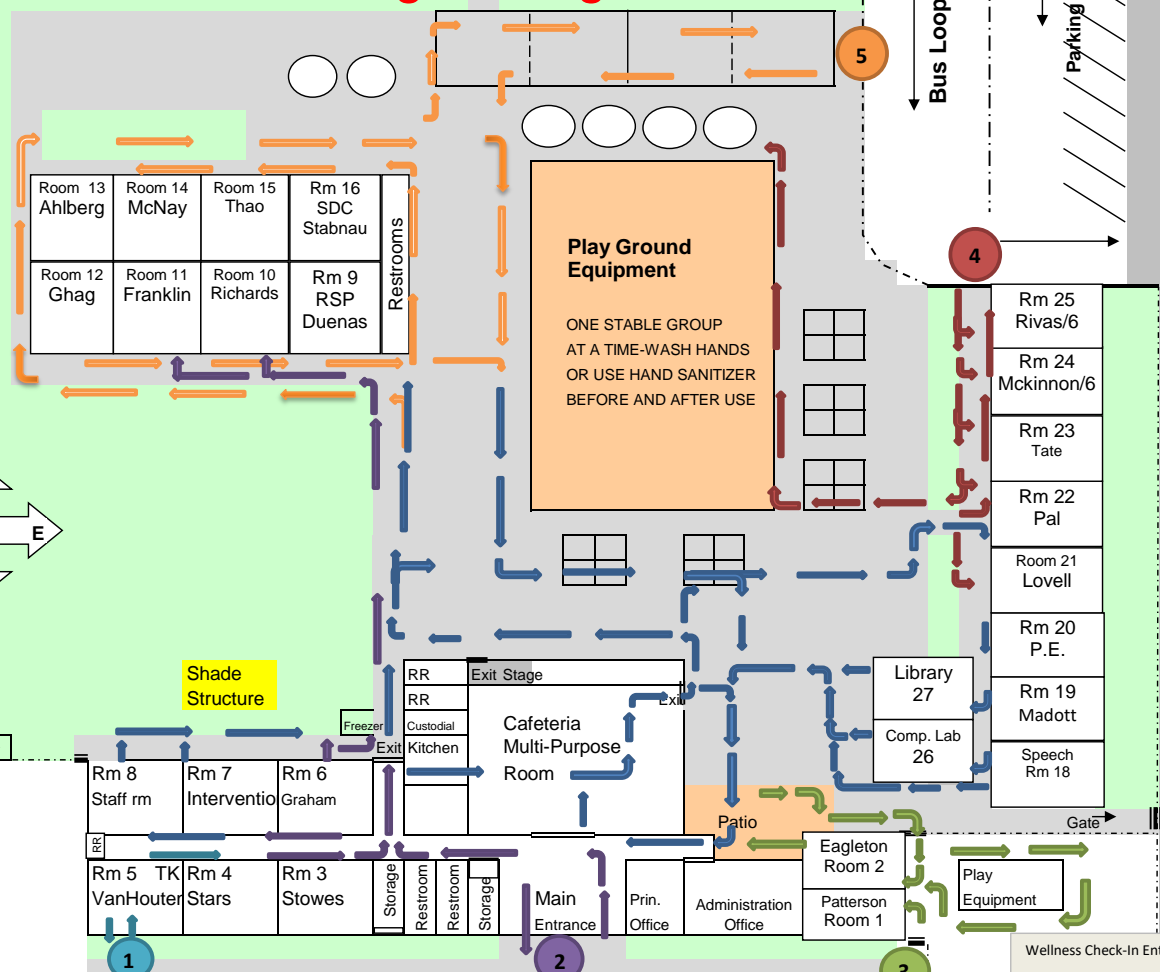 Bus Loop
Parking
5
4
Room 13
Ahlberg
Room 14
McNay
Room 15
Thao
Rm 16
SDC
Stabnau
Restrooms
Room 12
Ghag
Room 11
Franklin
Room 10
Richards
Rm 9
RSP
Duenas
Play Ground
Equipment
ONE STABLE GROUP
AT A TIME-WASH HANDS
OR USE HAND SANITIZER
BEFORE AND AFTER USE
Rm 25
Rivas/6
Rm 24
Mckinnon/6
Rm 23
Tate
Rm 22
Pal
Room 21
Lovell
Rm 20
P.E.
Rm 19
Madott
Speech
Rm 18
E
Shade
Structure
RR
RR
Exit Stage
Exit
Custodial
Freezer
Exit
Kitchen
Cafeteria
Multi-Purpose
Room
Library
27
Comp. Lab
26
Rm 8
Staff rm
Rm 7
Interventio
Rm 6
Graham
RR
Patio
Gate
Rm 5 TK
VanHouter
Rm 4
Stars
Rm 3
Stowes
Storage
Restroom
Restroom
Storage
Main
Entrance
Prin.
Office
Administration
Office
Eagleton
Room 2
Patterson
Room 1
Play
Equipment
Wellness Check-In Ent
1
2
3